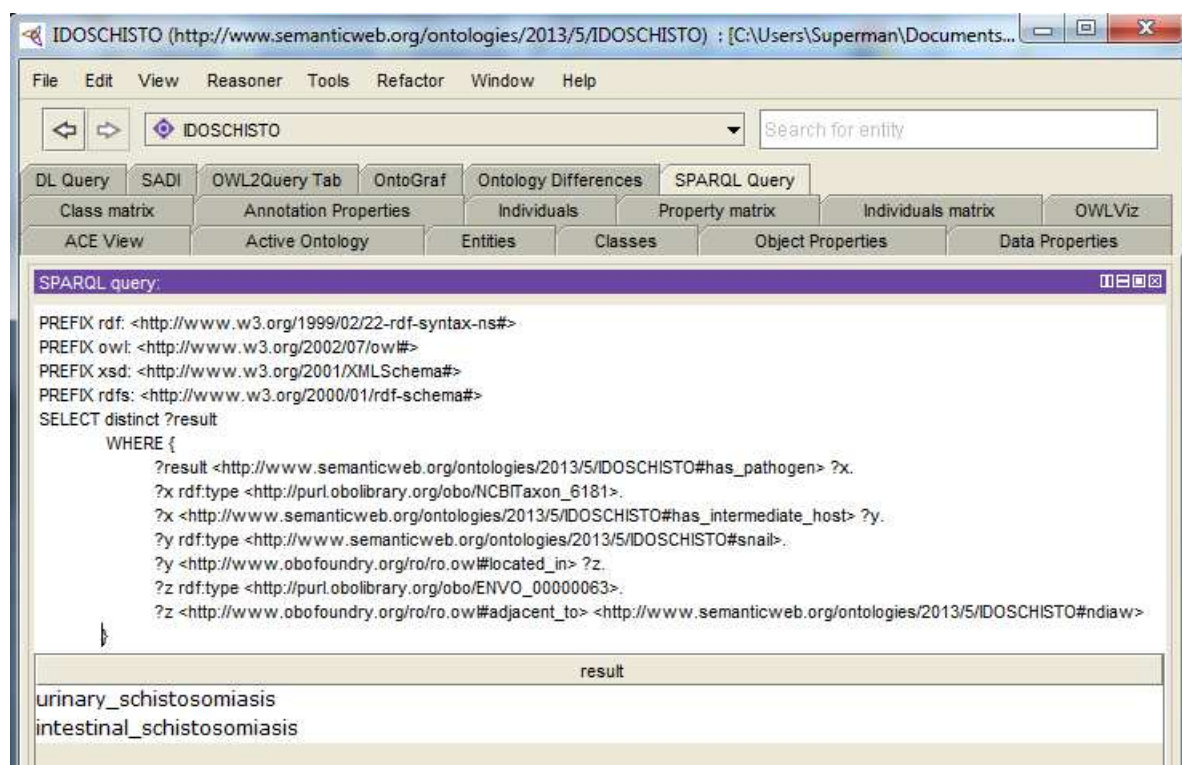 IDOSCHISTO (http://www.semanticweb.org/ontologies/2013/5/IDOSCHISTO) : [C:\Users\Superman\Documents...
File Edit View Reasoner Tools Refactor Window Help
IDOSCHISTO Search for entity
DL Query SADI OWL2Query Tab OntoGraf Ontology Differences SPARQL Query
Class matrix Annotation Properties Individuals Property matrix Individuals matrix OWLViz
ACE View Active Ontology Entities Classes Object Properties Data Properties
SPARQL query:
PREFIX rdf: <http://www.w3.org/1999/02/22-rdf-syntax-ns#>
PREFIX owl: <http://www.w3.org/2002/07/owl#>
PREFIX xsd: <http://www.w3.org/2001/XMLSchema#>
PREFIX rdfs: <http://www.w3.org/2000/01/rdf-schema#>
SELECT distinct ?result
WHERE {
?result <http://www.semanticweb.org/ontologies/2013/5/IDOSCHISTO#has_pathogen> ?x.
?x rdf:type <http://purl.obolibrary.org/obo/NCBITaxon_6181>.
?x <http://www.semanticweb.org/ontologies/2013/5/IDOSCHISTO#has_intermediate_host> ?y.
?y rdf:type <http://www.semanticweb.org/ontologies/2013/5/IDOSCHISTO#snail>.
?y <http://www.obofoundry.org/ro/ro.owl#located_in> ?z.
?z rdf:type <http://purl.obolibrary.org/obo/ENVO_00000063>.
?z <http://www.obofoundry.org/ro/ro.owl#adjacent_to> <http://www.semanticweb.org/ontologies/2013/5/IDOSCHISTO#ndiaw>
}
result
urinary_schistosomiasis
intestinal_schistosomiasis